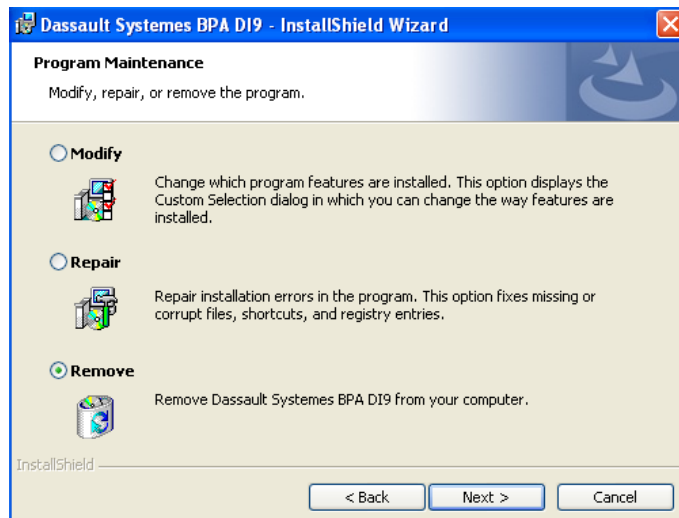 Dassault Systemes BPA DI9 - InstallShield Wizard
Program Maintenance
Modify, repair, or remove the program.
Modify
Change which program features are installed. This option displays the
Custom Selection dialog in which you can change the way features are
installed.
Repair
Repair installation errors in the program. This option fixes missing or
corrupt files, shortcuts, and registry entries.
Remove
Remove Dassault Systemes BPA DI9 from your computer.
InstallShield
< Back
Next >
Cancel